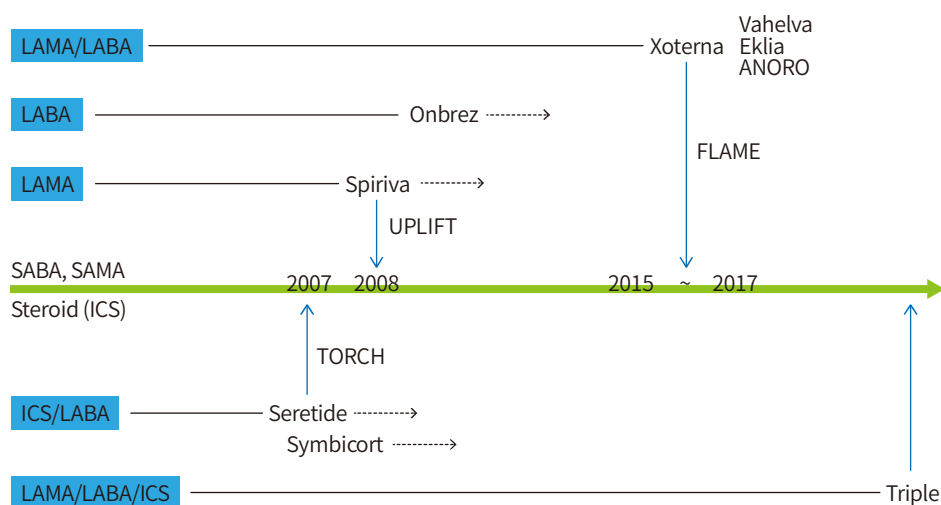 LAMA/LABA
Xoterna
Vahelva
Eklia
ANORO
LABA
Onbrez
FLAME
LAMA
Spiriva
UPLIFT
SABA, SAMA
2007 2008 2015 ~ 2017
Steroid (ICS)
TORCH
ICS/LABA
Seretide
Symbicort
LAMA/LABA/ICS
Triple